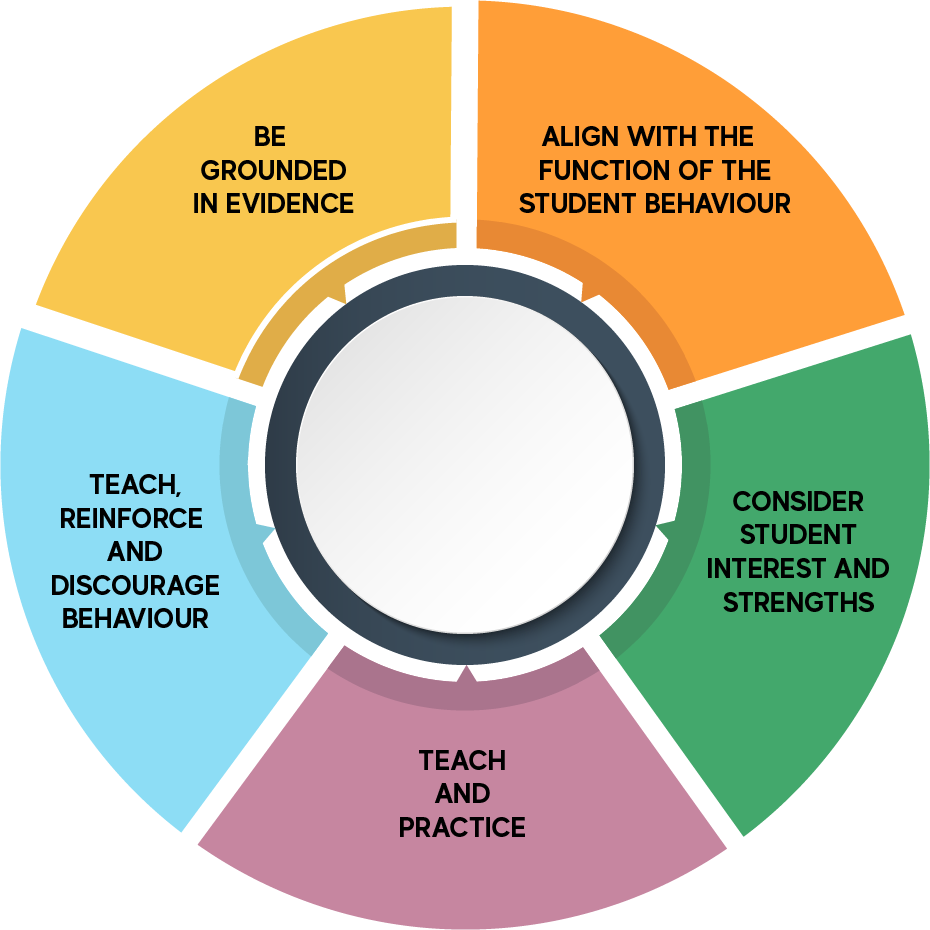 BE
GROUNDED
IN EVIDENCE
ALIGN WITH THE
FUNCTION OF THE
STUDENT BEHAVIOUR
CONSIDER
STUDENT
INTEREST AND
STRENGTHS
TEACH
AND
PRACTICE
TEACH,
REINFORCE
AND
DISCOURAGE
BEHAVIOUR